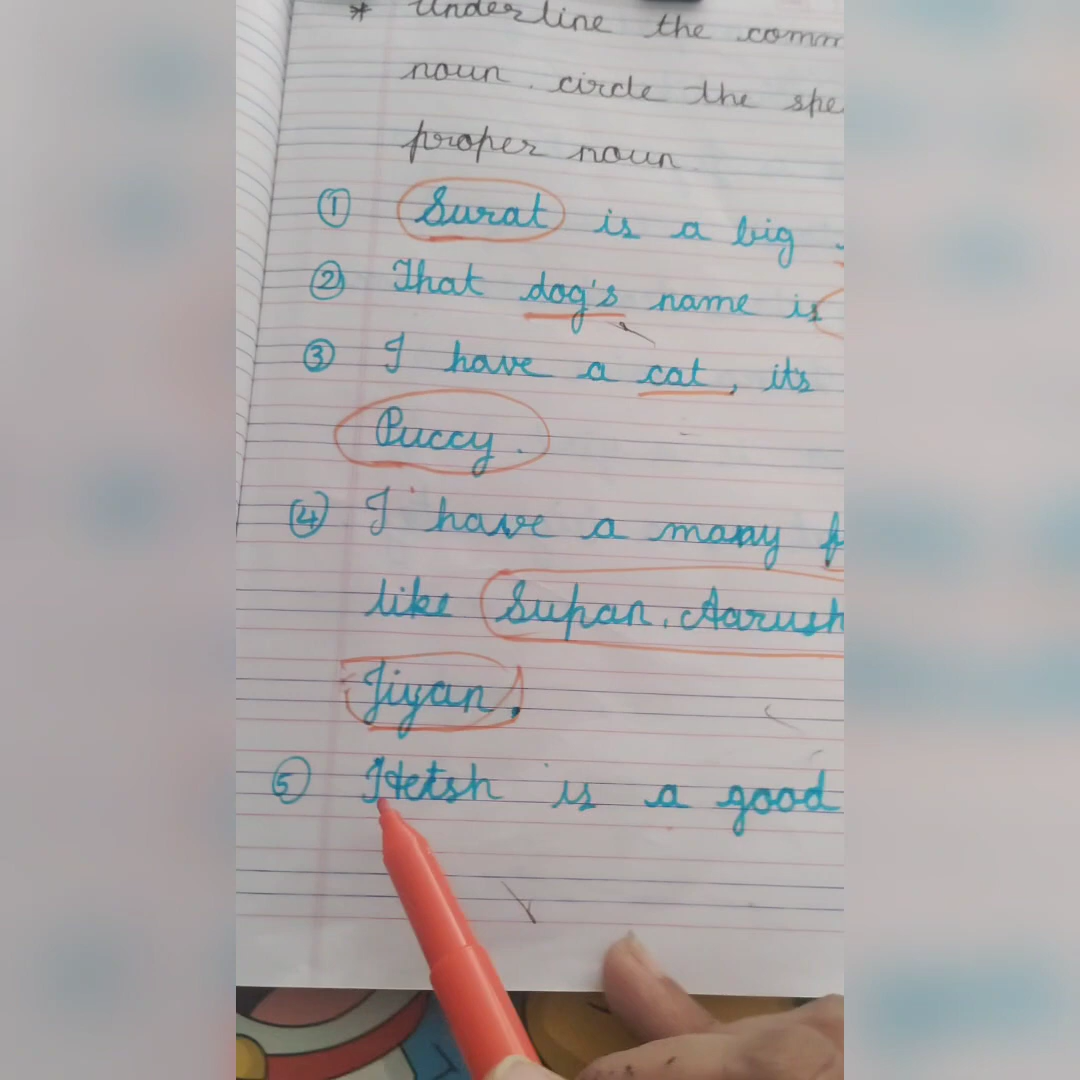 * Underline the comm
noun. circle the spe
proper noun
① Surat is a big
② That dog's name is
③ I have a cat, its
Puccy.
④ I have a many f
like Supan, Aarush
Jiyan,
⑤ Hetsh is a good